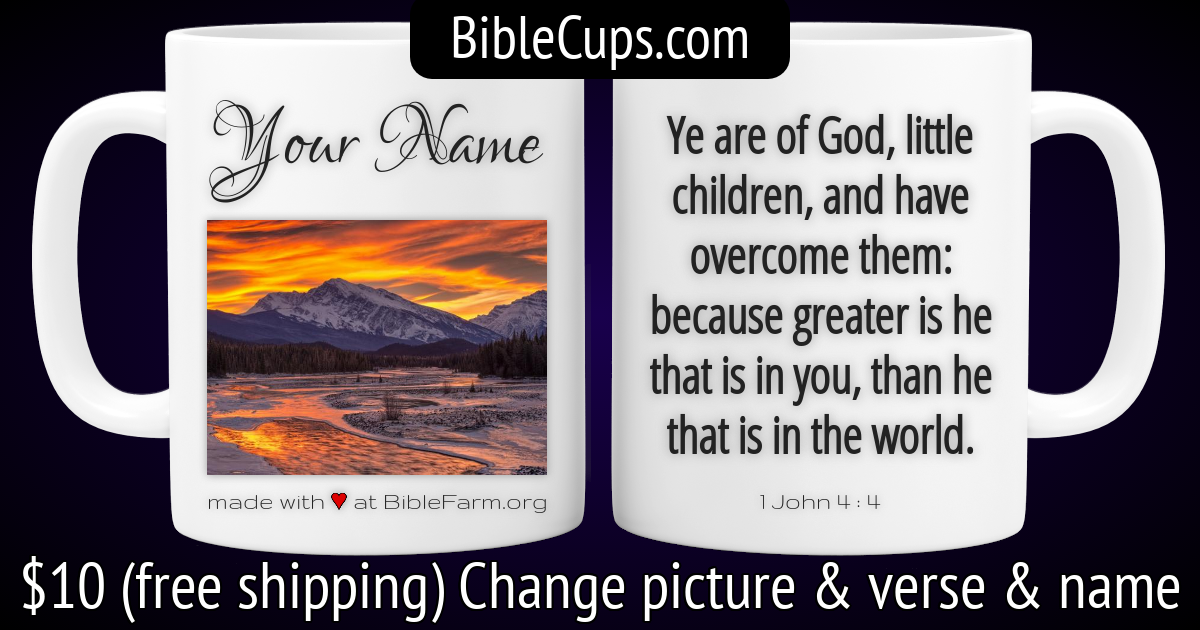 BibleCups.com
Your Name
made with ♥ at BibleFarm.org
Ye are of God, little
children, and have
overcome them:
because greater is he
that is in you, than he
that is in the world.
1 John 4 : 4
$10 (free shipping) Change picture & verse & name